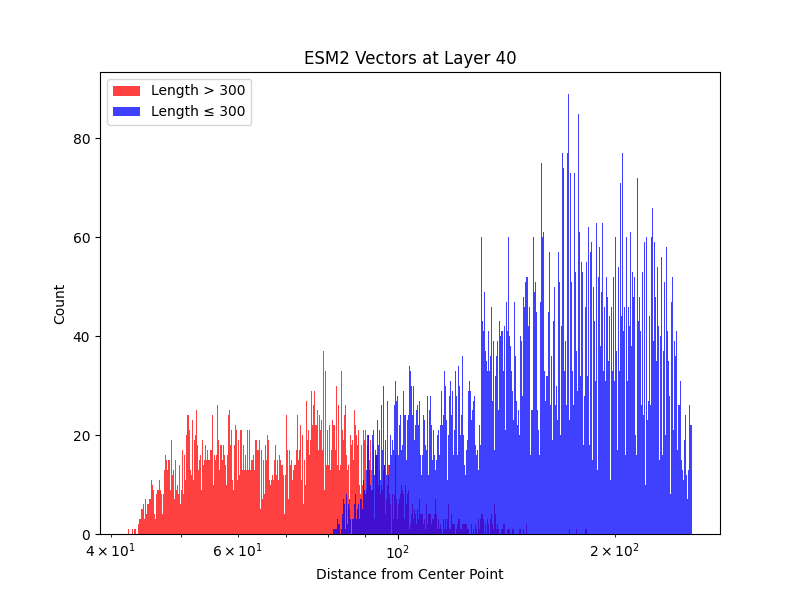 ESM2 Vectors at Layer 40
Length > 300
Length ≤ 300
80
60
40
20
0
Count
4 × 10¹
6 × 10¹
10²
2 × 10²
Distance from Center Point